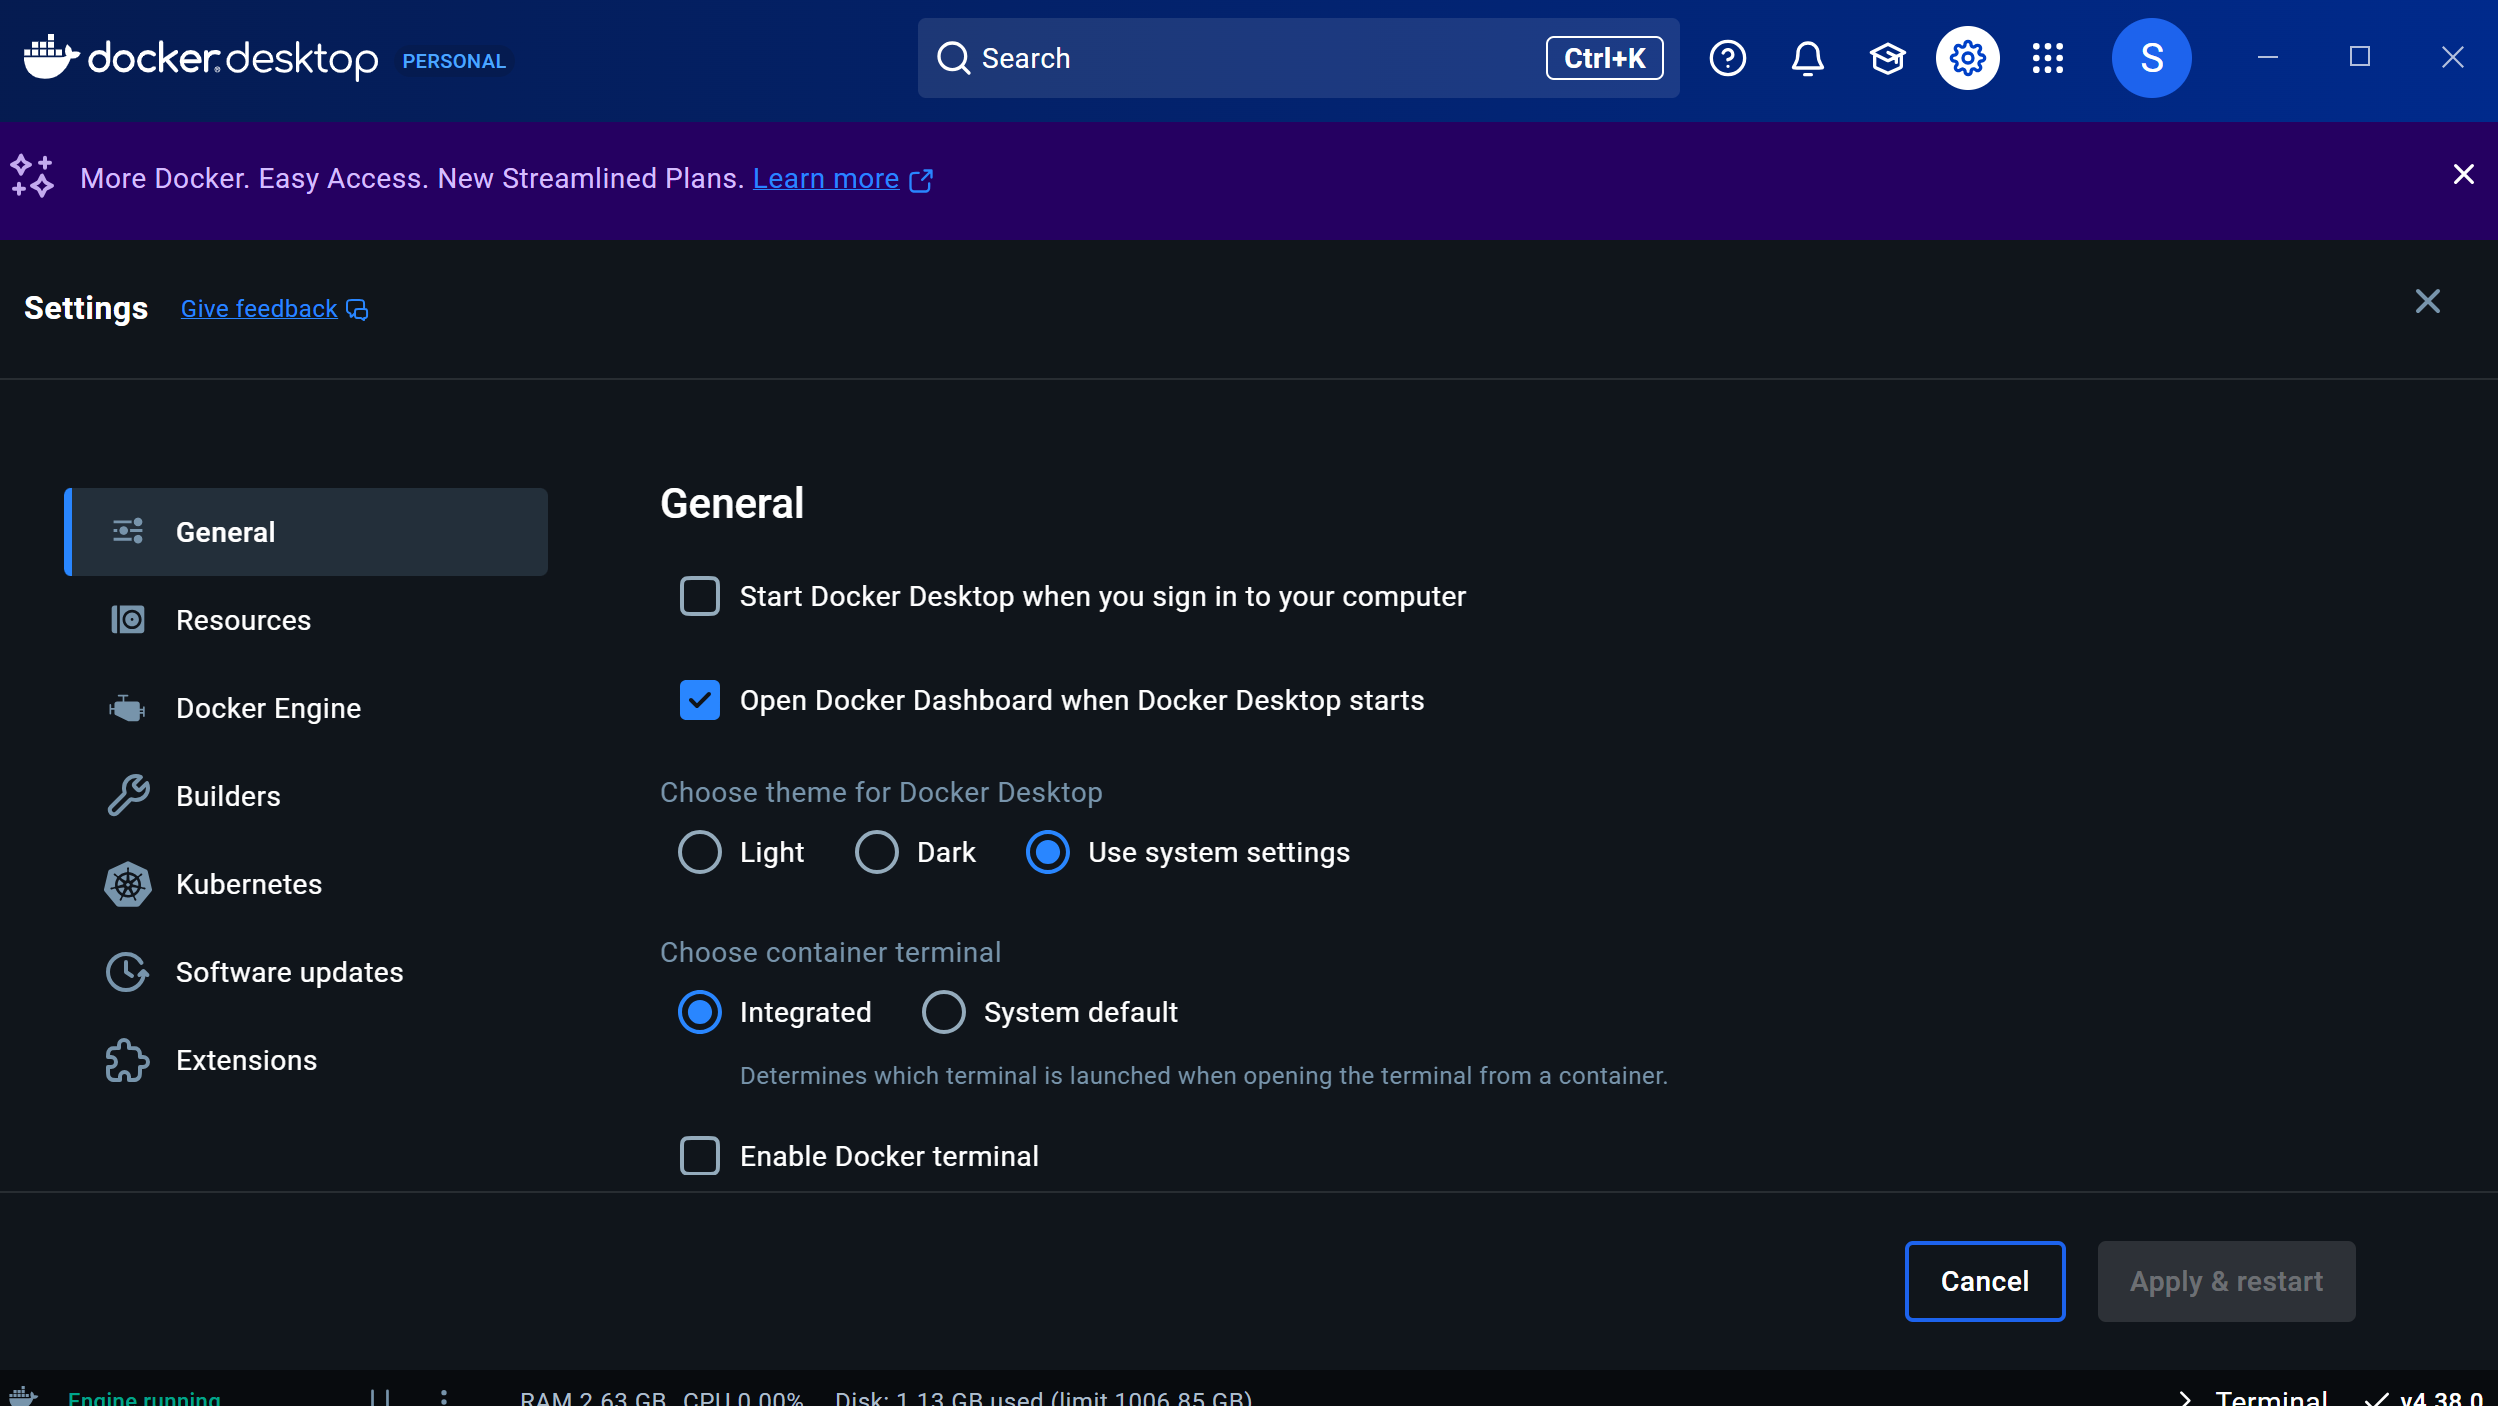 docker desktop PERSONAL
Search
Ctrl+K
S
More Docker. Easy Access. New Streamlined Plans. Learn more
Settings
Give feedback
General
Resources
Docker Engine
Builders
Kubernetes
Software updates
Extensions
General
Start Docker Desktop when you sign in to your computer
Open Docker Dashboard when Docker Desktop starts
Choose theme for Docker Desktop
Light
Dark
Use system settings
Choose container terminal
Integrated
System default
Determines which terminal is launched when opening the terminal from a container.
Enable Docker terminal
Cancel
Apply & restart
Engine running
RAM 2.63 GB CPU 0.00% Disk: 1.13 GB used (limit 1006.85 GB)
Terminal
v4.38.0